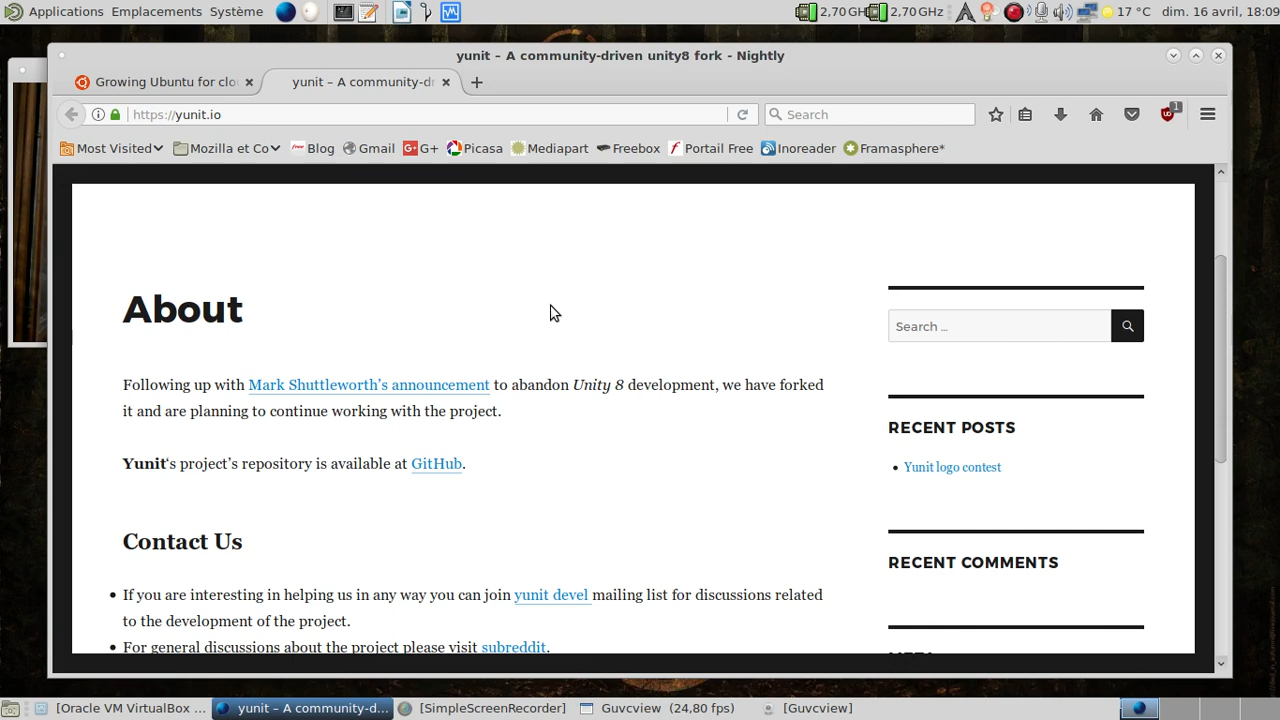 Applications Emplacements Système 2,70 GH 2,70 GHz 17 °C dim. 16 avril, 18:09
yunit – A community-driven unity8 fork - Nightly
Growing Ubuntu for clo
yunit – A community-dr
https://yunit.io
Search
1
Most Visited Mozilla et Co Blog Gmail G+ Picasa Mediapart Freebox Portail Free Inoreader Framasphere*
About
Following up with Mark Shuttleworth's announcement to abandon Unity 8 development, we have forked
it and are planning to continue working with the project.
Yunit‘s project's repository is available at GitHub.
Contact Us
If you are interesting in helping us in any way you can join yunit devel mailing list for discussions related
to the development of the project.
For general discussions about the project please visit subreddit.
Search …
RECENT POSTS
Yunit logo contest
RECENT COMMENTS
META
[Oracle VM VirtualBox ... yunit – A community-d... [SimpleScreenRecorder] Guvcview (24,80 fps) [Guvcview]